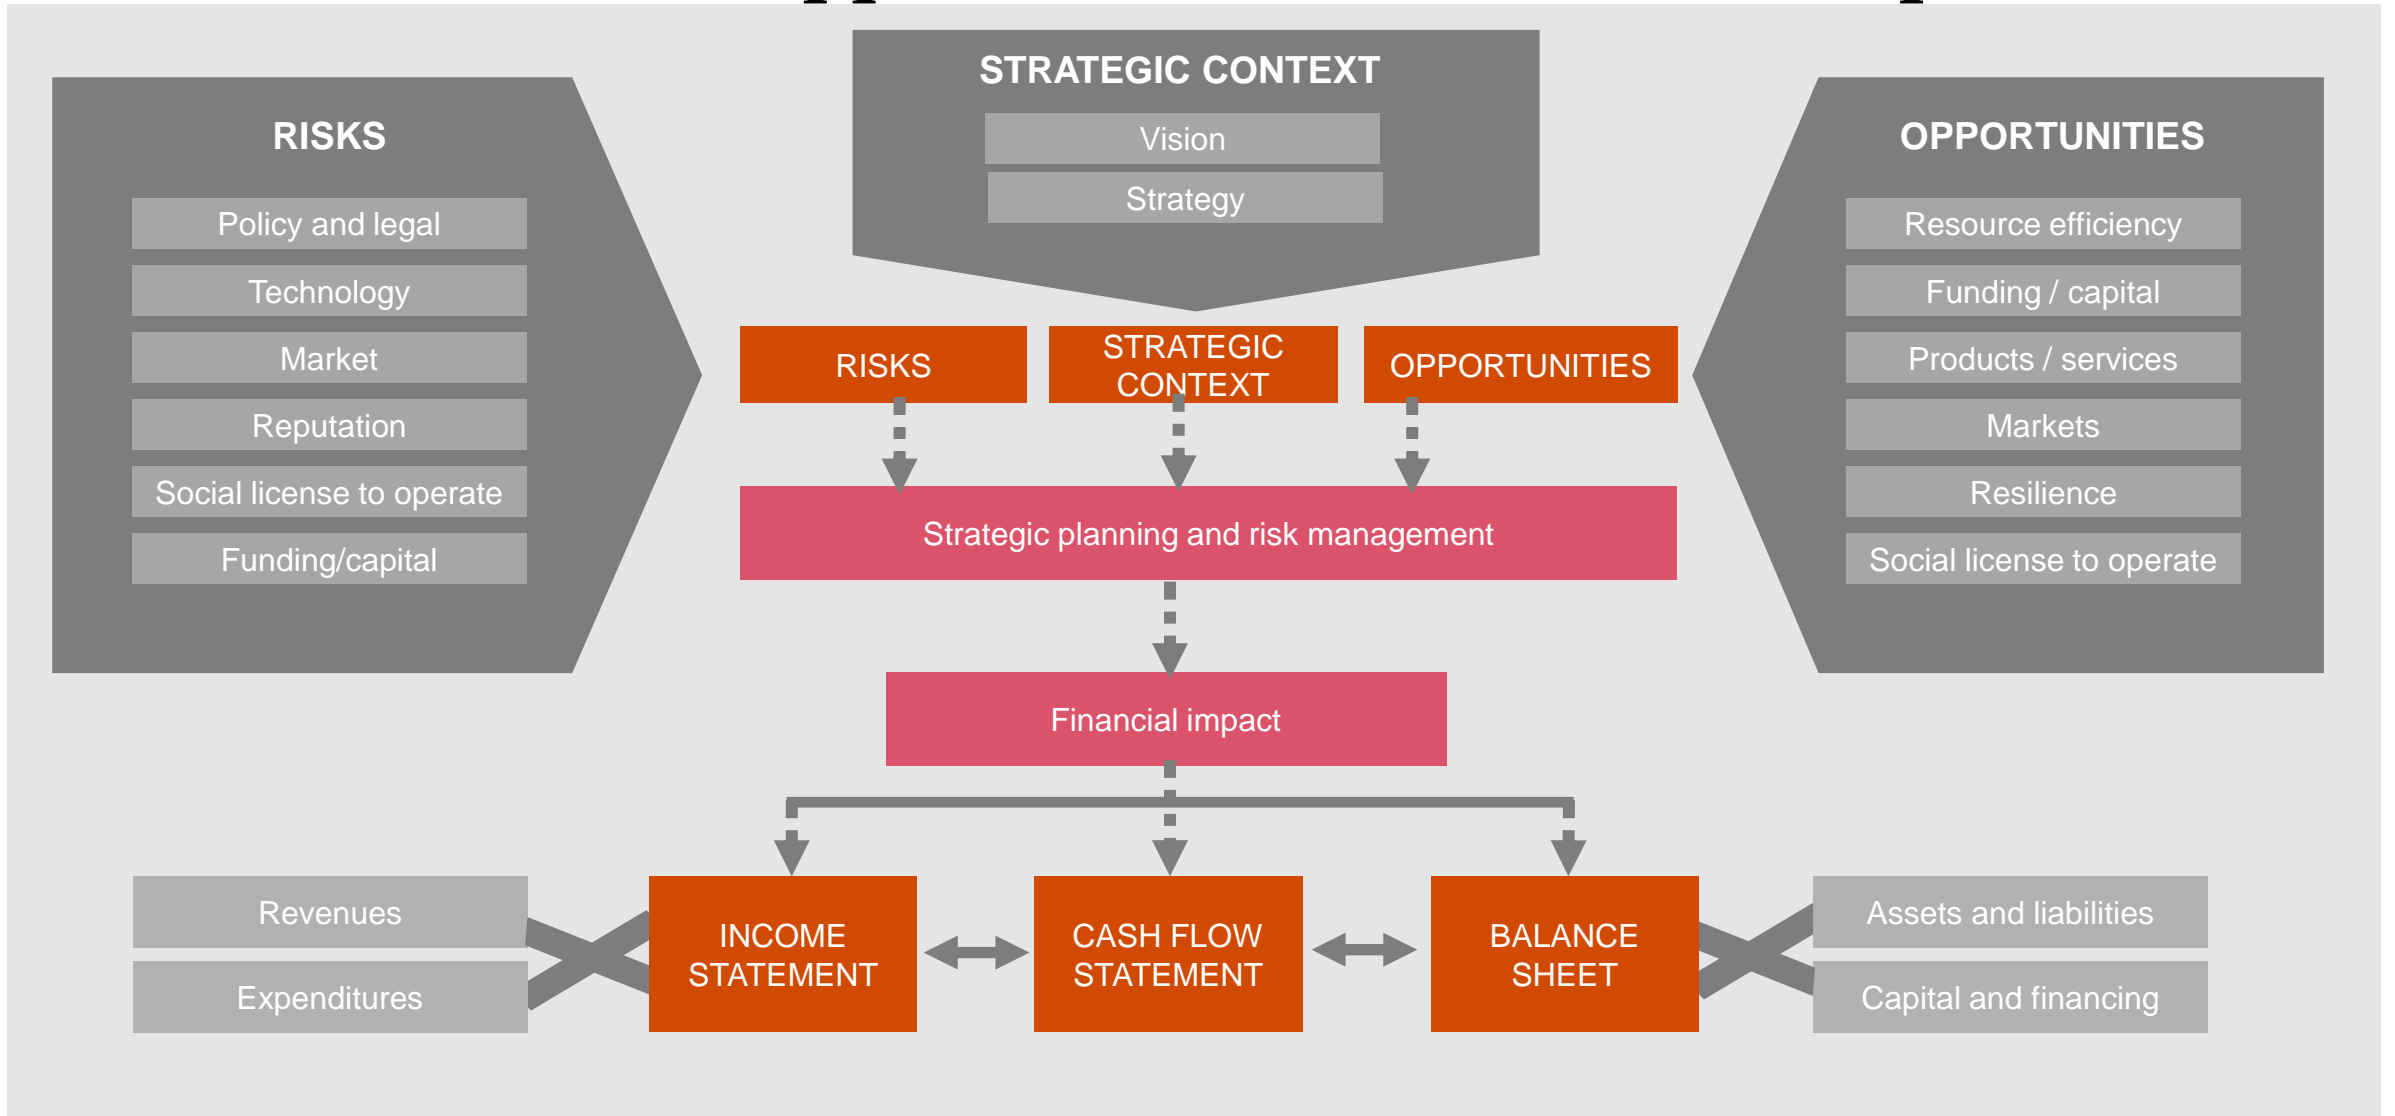 STRATEGIC CONTEXT
Vision
Strategy
RISKS
Policy and legal
Technology
Market
Reputation
Social license to operate
Funding/capital
OPPORTUNITIES
Resource efficiency
Funding / capital
Products / services
Markets
Resilience
Social license to operate
RISKS
STRATEGIC
CONTEXT
OPPORTUNITIES
Strategic planning and risk management
Financial impact
Revenues
Expenditures
INCOME
STATEMENT
CASH FLOW
STATEMENT
BALANCE
SHEET
Assets and liabilities
Capital and financing